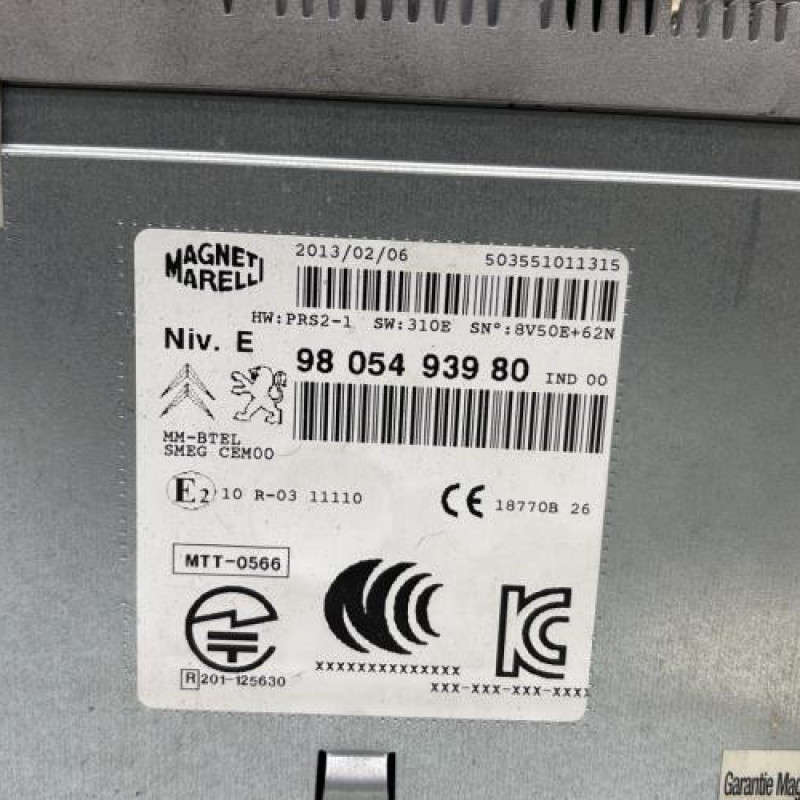 MAGNETI MARELLI
2013/02/06 503551011315
HW:PRS2-1 SW:310E SN°:8V50E+62N
Niv. E
98 054 939 80 IND 00
MM-BTEL
SMEG CEM00
E2 10 R-03 11110
CE 18770B 26
MTT-0566
R 201-125630
XXXXXXXXXXXXXXX
XXX-XXX-XXX-XXXX
Garantie Mag